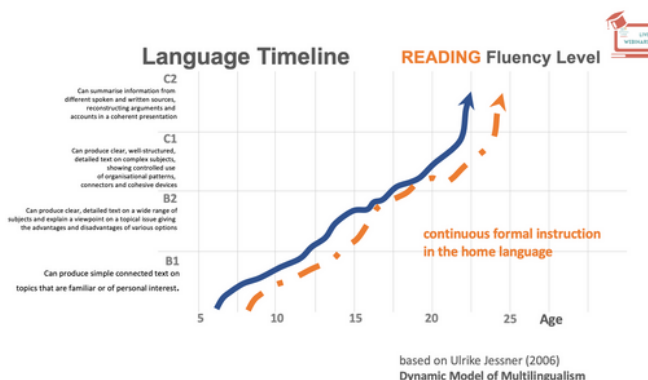 LIVE
WEBINARS
Language Timeline
READING Fluency Level
C2
Can summarise information from
different spoken and written sources,
reconstructing arguments and
accounts in a coherent presentation
C1
Can produce clear, well-structured,
detailed text on complex subjects,
showing controlled use
of organisational patterns,
connectors and cohesive devices
B2
Can produce clear, detailed text on a wide range of
subjects and explain a viewpoint on a topical issue giving
the advantages and disadvantages of various options
continuous formal instruction
in the home language
B1
Can produce simple connected text on
topics that are familiar or of personal interest.
5 10 15 20 25 Age
based on Ulrike Jessner (2006)
Dynamic Model of Multilingualism